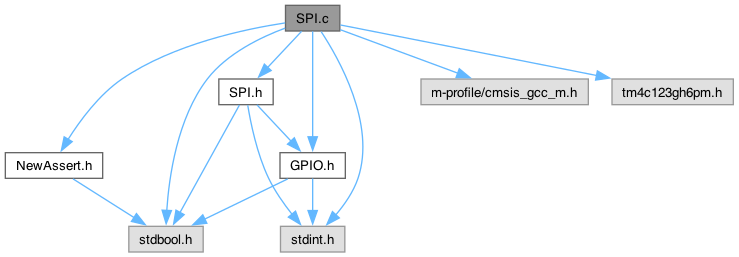 SPI.c
SPI.h
m-profile/cmsis_gcc_m.h
tm4c123gh6pm.h
NewAssert.h
GPIO.h
stdbool.h
stdint.h